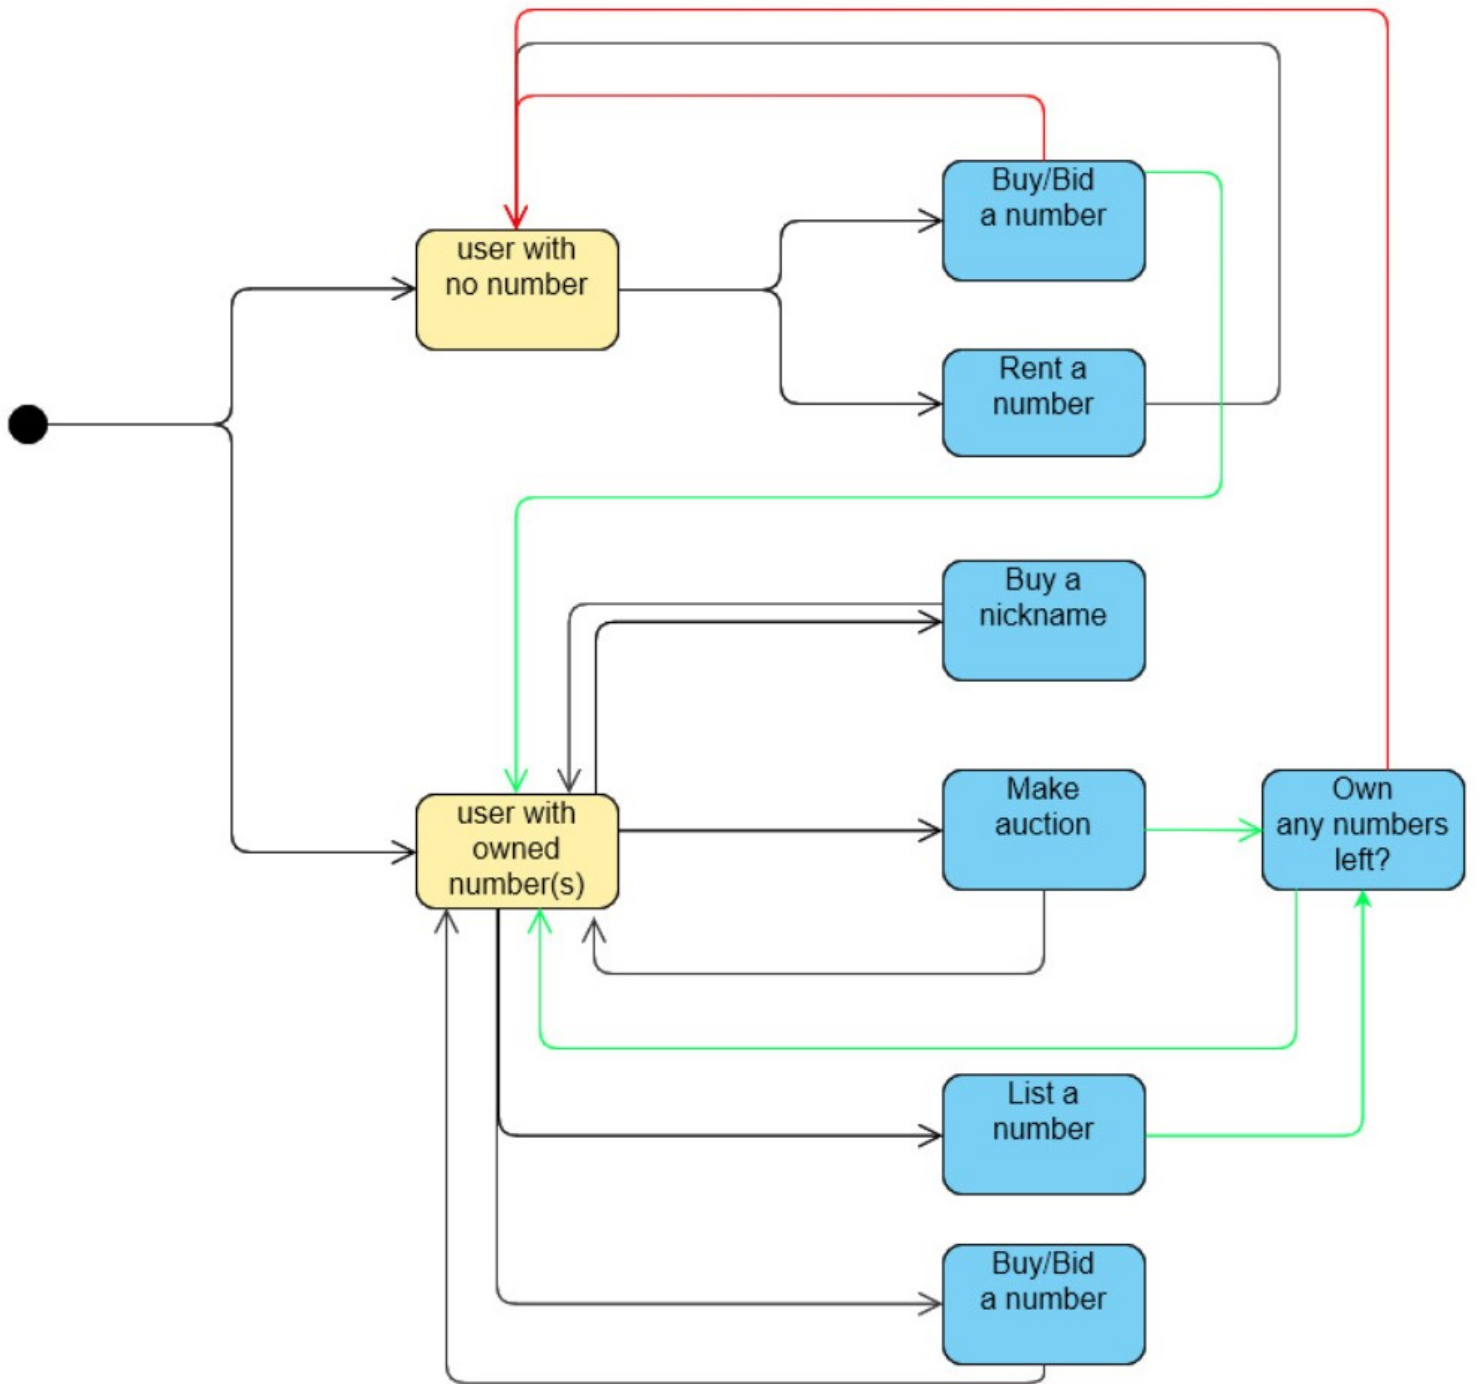 Buy/Bid
a number
user with
no number
Rent a
number
Buy a
nickname
user with
owned
number(s)
Make
auction
Own
any numbers
left?
List a
number
Buy/Bid
a number